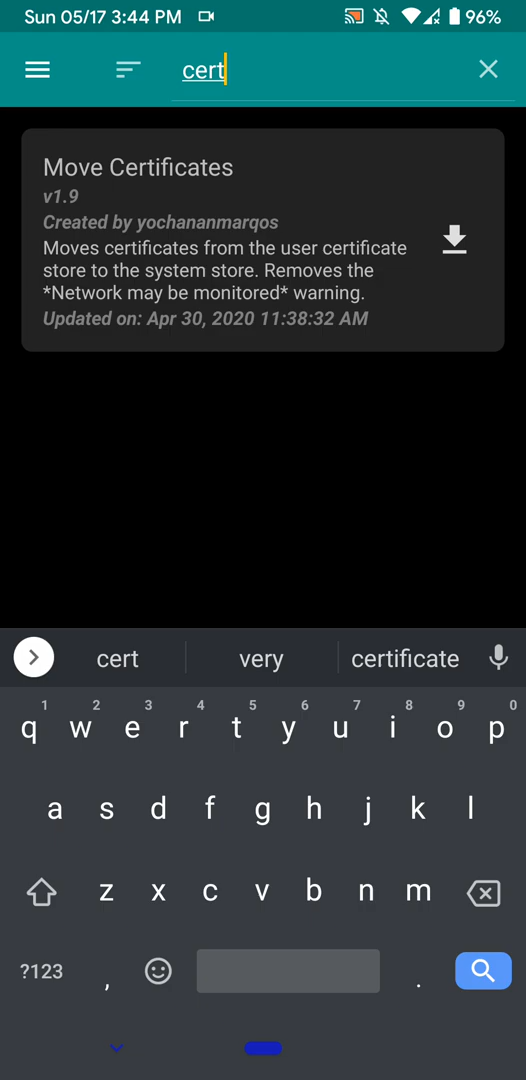 Sun 05/17 3:44 PM 96%
cert
Move Certificates
v1.9
Created by yochananmarqos
Moves certificates from the user certificate
store to the system store. Removes the
*Network may be monitored* warning.
Updated on: Apr 30, 2020 11:38:32 AM
cert very certificate
1 2 3 4 5 6 7 8 9 0
q w e r t y u i o p
a s d f g h j k l
z x c v b n m
?123 , .